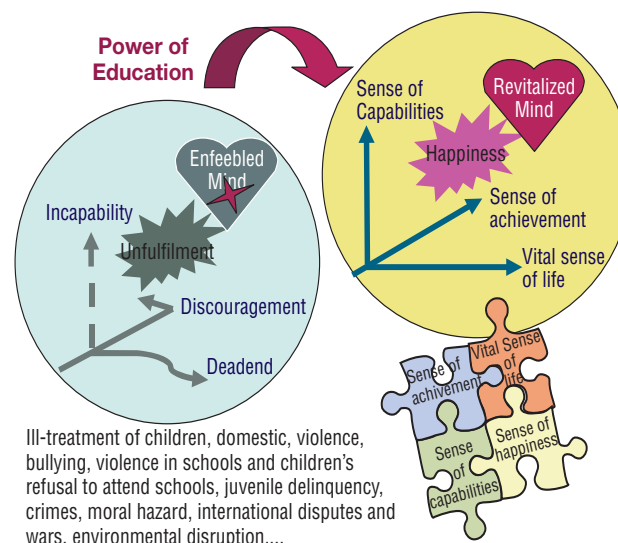 Power of
Education
Sense of
Capabilities
Revitalized
Mind
Happiness
Sense of
achievement
Vital sense
of life
Enfeebled
Mind
Incapability
Unfulfilment
Discouragement
Deadend
Sense of
achivement
Vital Sense
of
life
Sense
of
capabilities
Sense of
happiness
Ill-treatment of children, domestic, violence,
bullying, violence in schools and children's
refusal to attend schools, juvenile delinquency,
crimes, moral hazard, international disputes and
wars, environmental disruption....